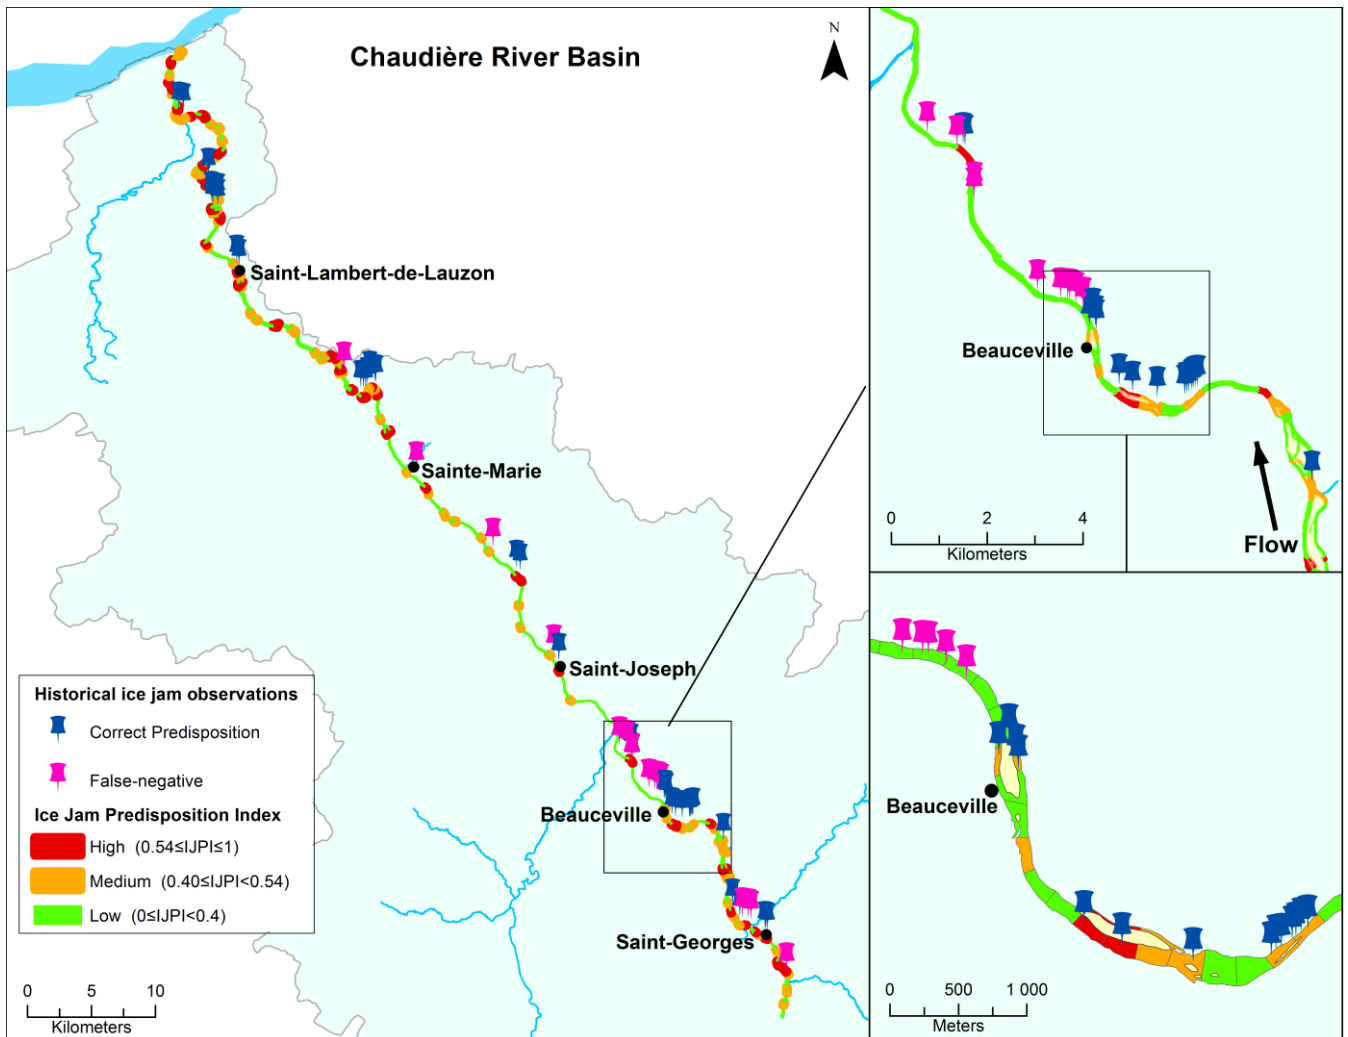 Chaudière River Basin
N
Saint-Lambert-de-Lauzon
Sainte-Marie
Saint-Joseph
Beauceville
Saint-Georges
Historical ice jam observations
Correct Predisposition
False-negative
Ice Jam Predisposition Index
High (0.54≤IJPI≤1)
Medium (0.40≤IJPI<0.54)
Low (0≤IJPI<0.4)
0 5 10
Kilometers
Beauceville
0 2 4
Kilometers
Flow
Beauceville
0 500 1 000
Meters